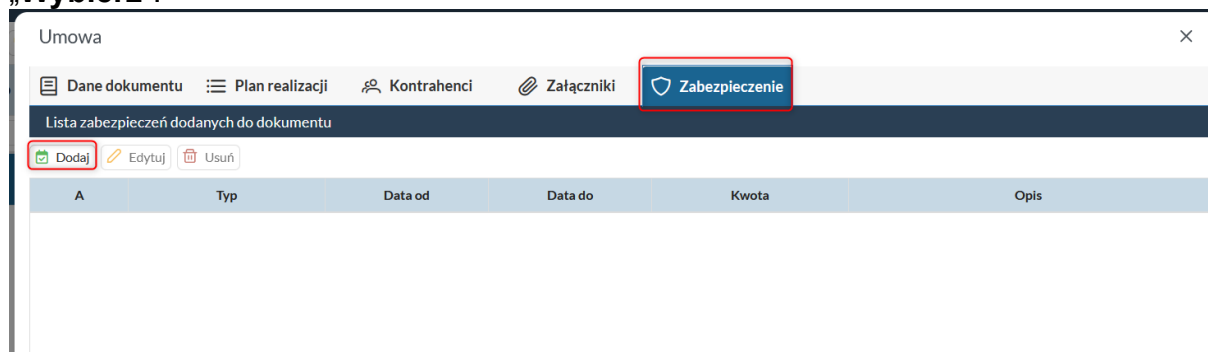 „Wybierz”.
Umowa
Dane dokumentu Plan realizacji Kontrahenci Załączniki Zabezpieczenie
Lista zabezpieczeń dodanych do dokumentu
Dodaj Edytuj Usuń
A Typ Data od Data do Kwota Opis